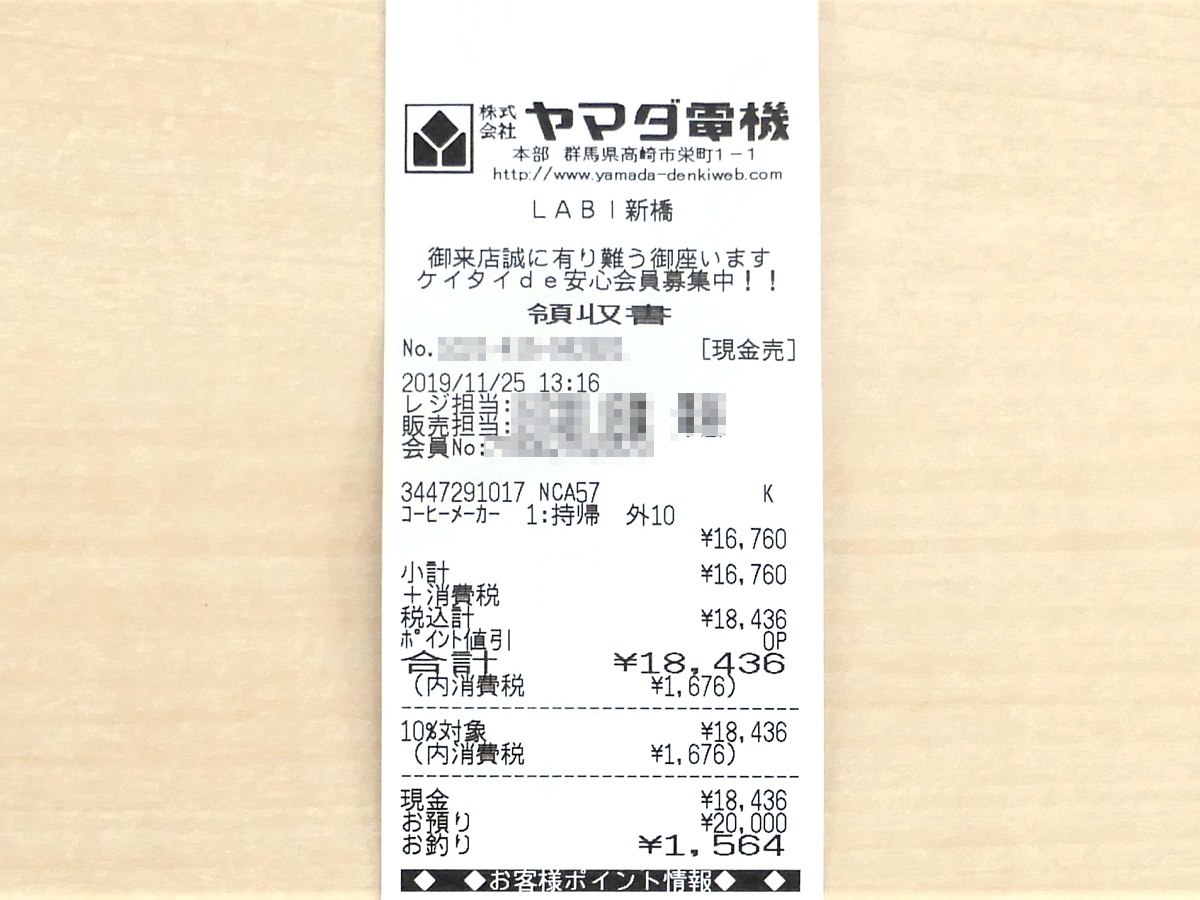 株式会社 ヤマダ電機
本部 群馬県高崎市栄町1-1
http://www.yamada-denkiweb.com
LABI新橋
御来店誠に有り難う御座います
ケイタイde安心会員募集中!!
領収書
No. [現金売]
2019/11/25 13:16
レジ担当:
販売担当:
会員No:
3447291017 NCA57 K
コーヒーメーカー 1:持帰 外10
¥16,760
小計 ¥16,760
+消費税
税込計 ¥18,436
ポイント値引 0P
合計 ¥18,436
(内消費税 ¥1,676)
10%対象 ¥18,436
(内消費税 ¥1,676)
現金 ¥18,436
お預り ¥20,000
お釣り ¥1,564
◆ ◆お客様ポイント情報◆ ◆